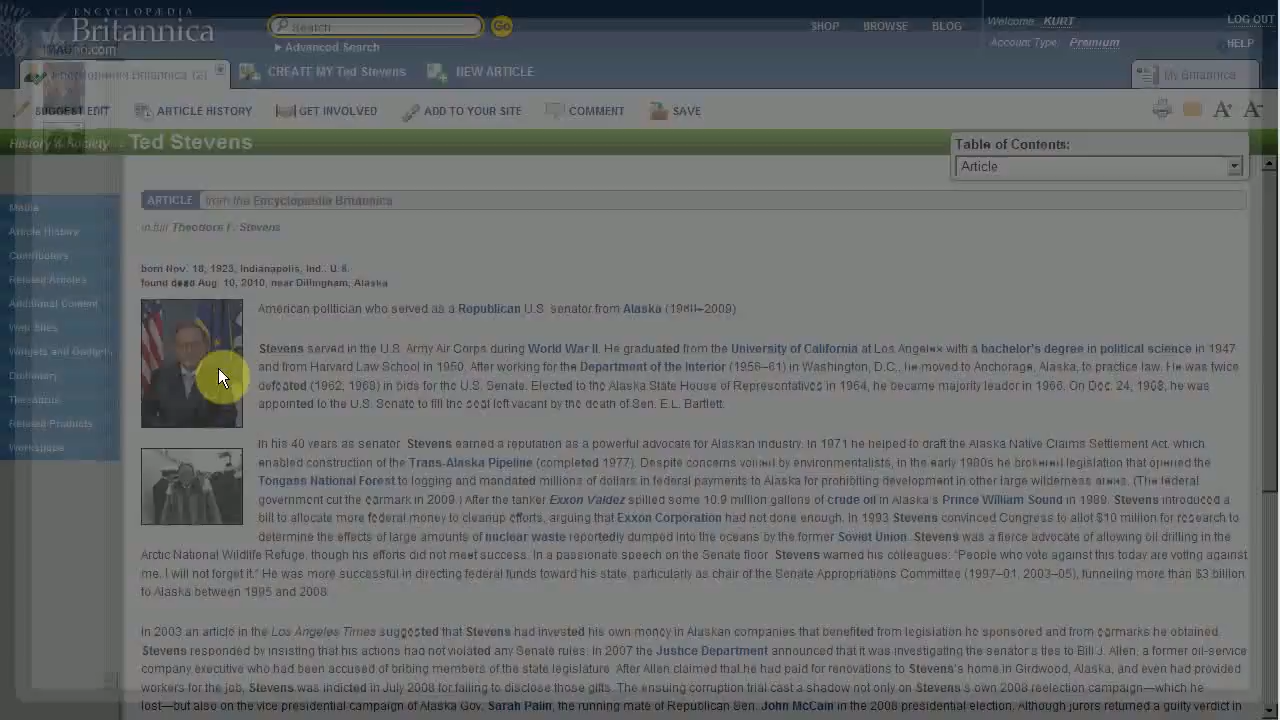 ENCYCLOPÆDIA
Britannica
.com
Search
Go
Advanced Search
SHOP BROWSE BLOG
Welcome KURT
Account Type: Premium
LOG OUT
HELP
Encyclopaedia Britannica (2)
CREATE MY Ted Stevens
NEW ARTICLE
My Britannica
SUGGEST EDIT ARTICLE HISTORY GET INVOLVED ADD TO YOUR SITE COMMENT SAVE
A+ A-
History & Society
Ted Stevens
Table of Contents:
Article
ARTICLE from the Encyclopædia Britannica
in full Theodore F. Stevens
born Nov. 18, 1923, Indianapolis, Ind., U.S.
found dead Aug. 10, 2010, near Dillingham, Alaska
Media
Article History
Contributors
Related Articles
Additional Content
Web Sites
Widgets and Gadgets
Dictionary
Thesaurus
Related Products
Workspace
American politician who served as a Republican U.S. senator from Alaska (1968–2009).
Stevens served in the U.S. Army Air Corps during World War II. He graduated from the University of California at Los Angeles with a bachelor's degree in political science in 1947
and from Harvard Law School in 1950. After working for the Department of the Interior (1956–61) in Washington, D.C., he moved to Anchorage, Alaska, to practice law. He was twice
defeated (1962, 1968) in bids for the U.S. Senate. Elected to the Alaska State House of Representatives in 1964, he became majority leader in 1966. On Dec. 24, 1968, he was
appointed to the U.S. Senate to fill the seat left vacant by the death of Sen. E.L. Bartlett.
In his 40 years as senator, Stevens earned a reputation as a powerful advocate for Alaskan industry. In 1971 he helped to draft the Alaska Native Claims Settlement Act, which
enabled construction of the Trans-Alaska Pipeline (completed 1977). Despite concerns voiced by environmentalists, in the early 1980s he brokered legislation that opened the
Tongass National Forest to logging and mandated millions of dollars in federal payments to Alaska for prohibiting development in other large wilderness areas. (The federal
government cut the earmark in 2009.) After the tanker Exxon Valdez spilled some 10.9 million gallons of crude oil in Alaska's Prince William Sound in 1989, Stevens introduced a
bill to allocate more federal money to cleanup efforts, arguing that Exxon Corporation had not done enough. In 1993 Stevens convinced Congress to allot $10 million for research to
determine the effects of large amounts of nuclear waste reportedly dumped into the oceans by the former Soviet Union. Stevens was a fierce advocate of allowing oil drilling in the
Arctic National Wildlife Refuge, though his efforts did not meet success. In a passionate speech on the Senate floor, Stevens warned his colleagues: "People who vote against this today are voting against
me. I will not forget it." He was more successful in directing federal funds toward his state, particularly as chair of the Senate Appropriations Committee (1997–01, 2003–05), funneling more than $3 billion
to Alaska between 1995 and 2008.
In 2003 an article in the Los Angeles Times suggested that Stevens had invested his own money in Alaskan companies that benefited from legislation he sponsored and from earmarks he obtained.
Stevens responded by insisting that his actions had not violated any Senate rules. In 2007 the Justice Department announced that it was investigating the senator's ties to Bill J. Allen, a former oil-service
company executive who had been accused of bribing members of the state legislature. After Allen claimed that he had paid for renovations to Stevens's home in Girdwood, Alaska, and even had provided
workers for the job, Stevens was indicted in July 2008 for failing to disclose those gifts. The ensuing corruption trial cast a shadow not only on Stevens's own 2008 reelection campaign—which he
lost—but also on the vice presidential campaign of Alaska Gov. Sarah Palin, the running mate of Republican Sen. John McCain in the 2008 presidential election. Although jurors returned a guilty verdict in